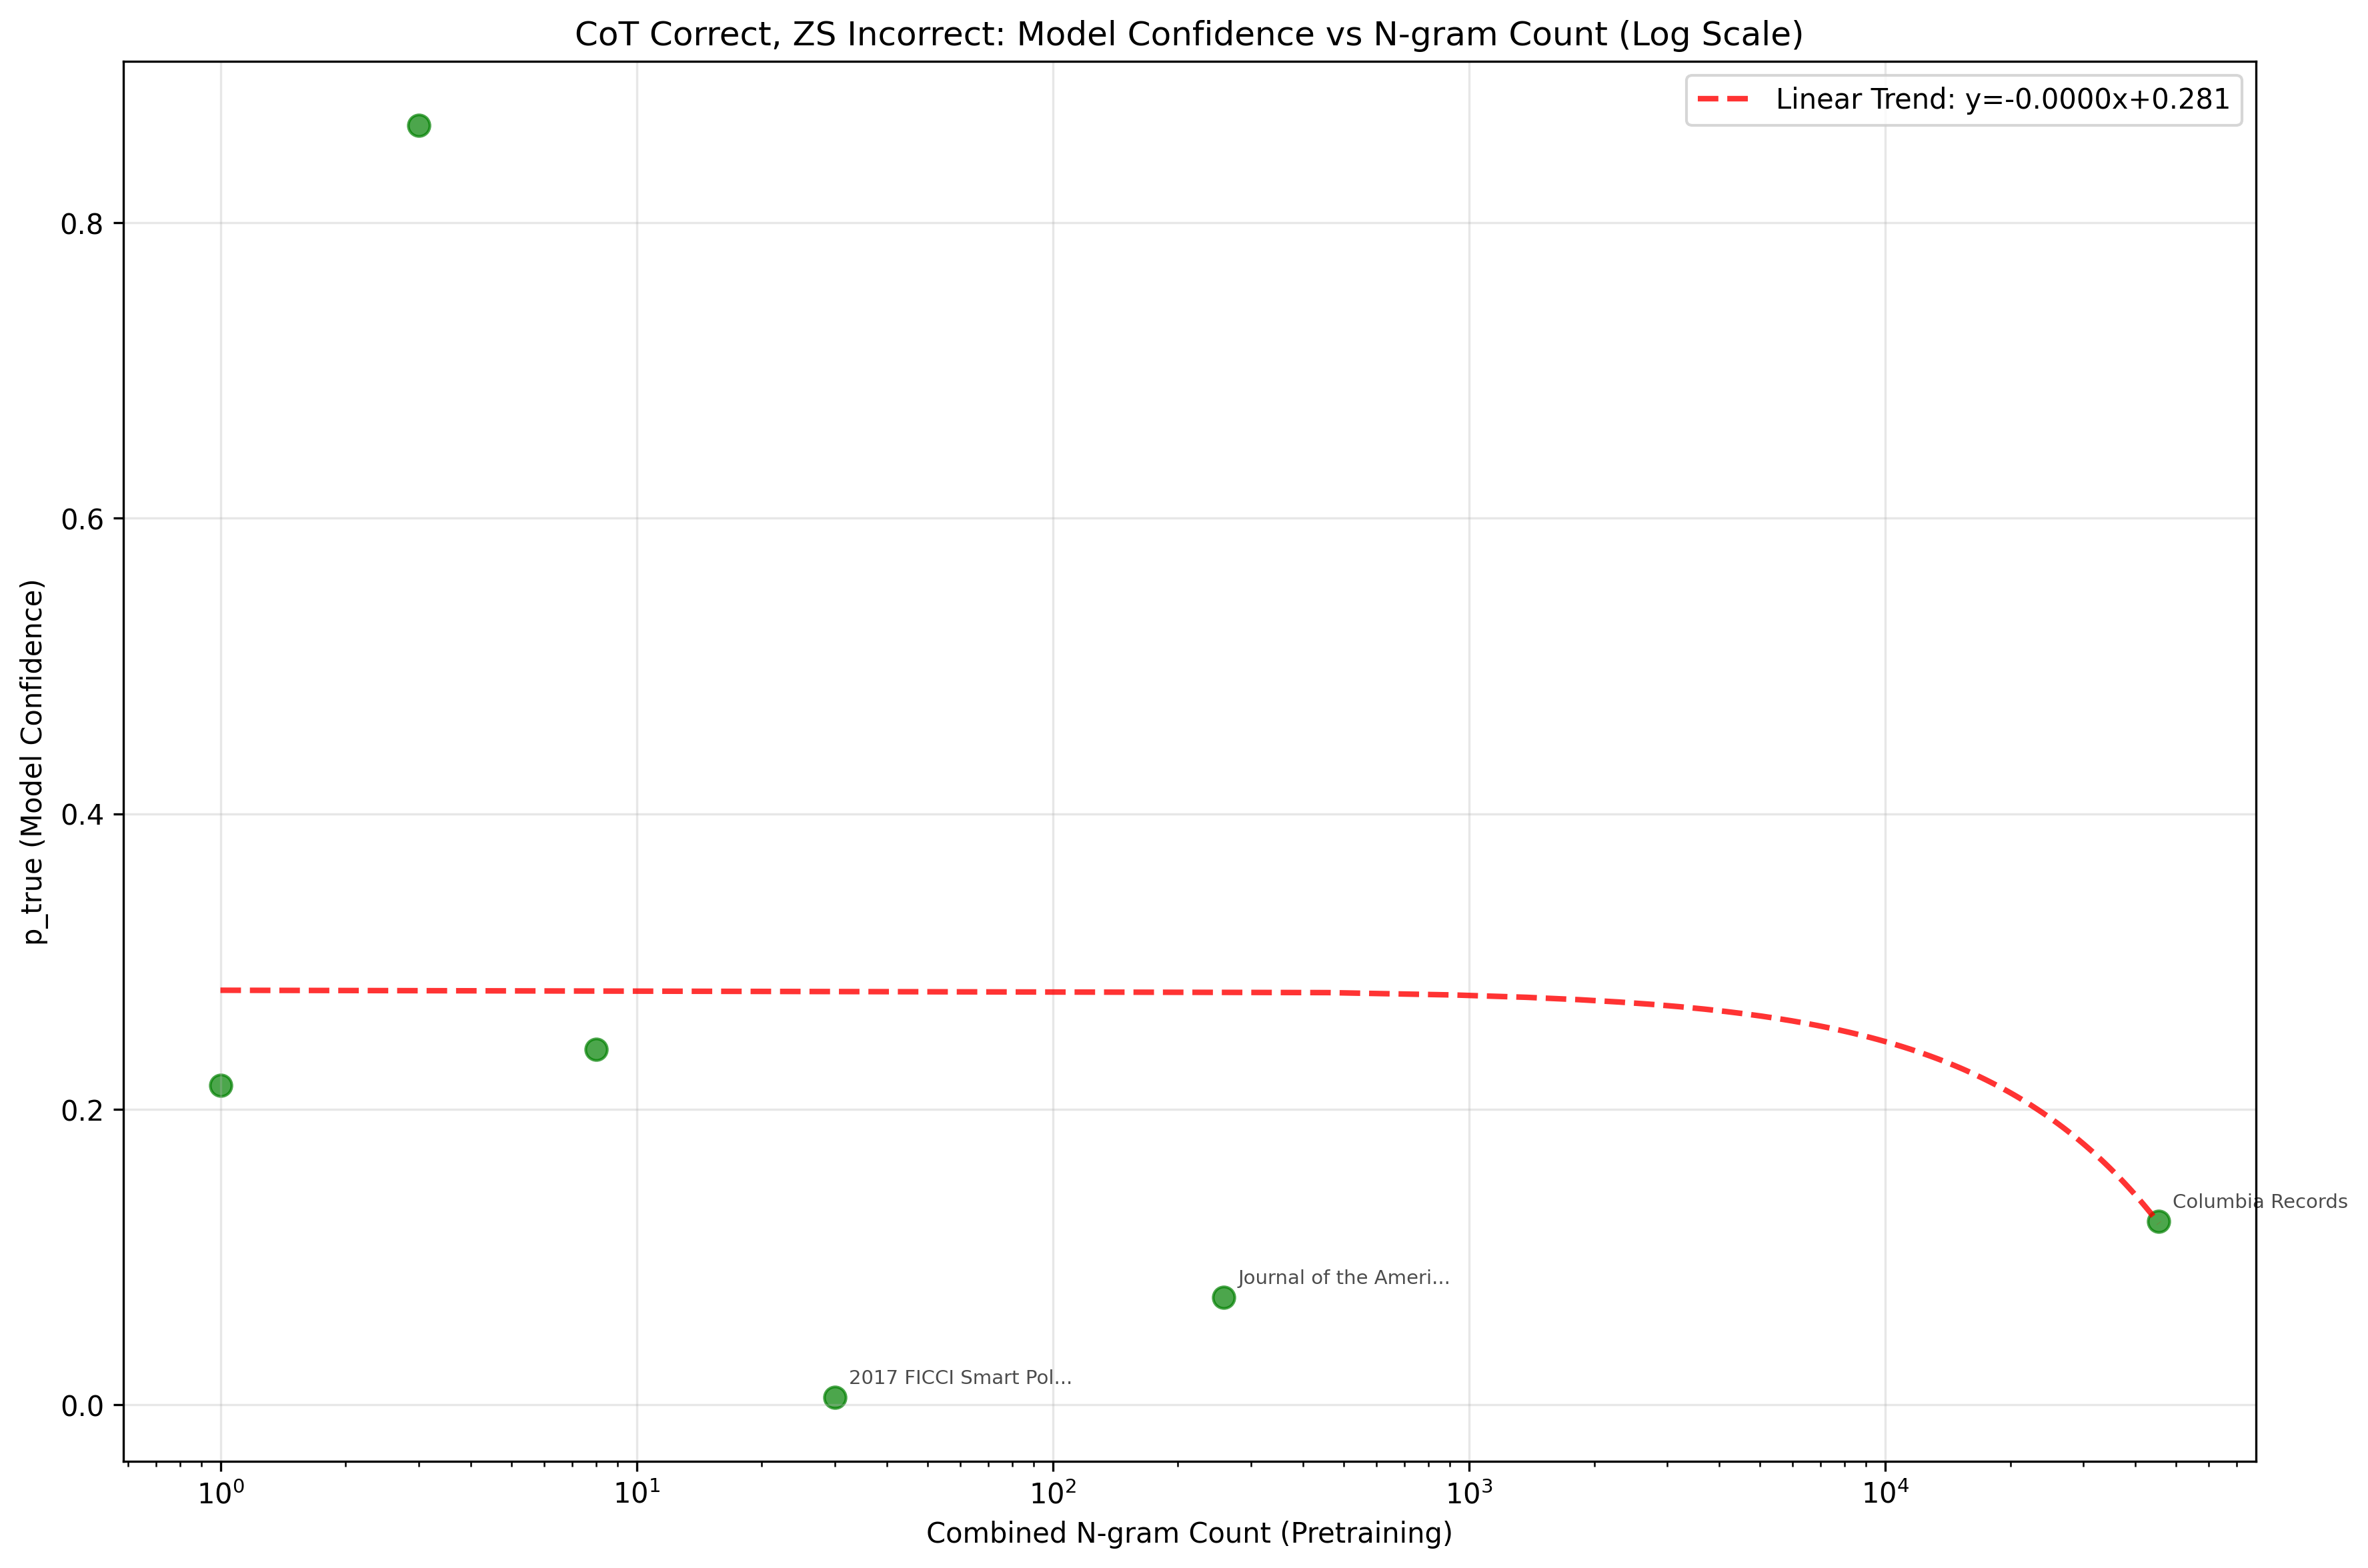 CoT Correct, ZS Incorrect: Model Confidence vs N-gram Count (Log Scale)
Linear Trend: y=-0.0000x+0.281
p_true (Model Confidence)
0.8
0.6
0.4
0.2
0.0
Columbia Records
Journal of the Ameri...
2017 FICCI Smart Pol...
10⁰ 10¹ 10² 10³ 10⁴
Combined N-gram Count (Pretraining)